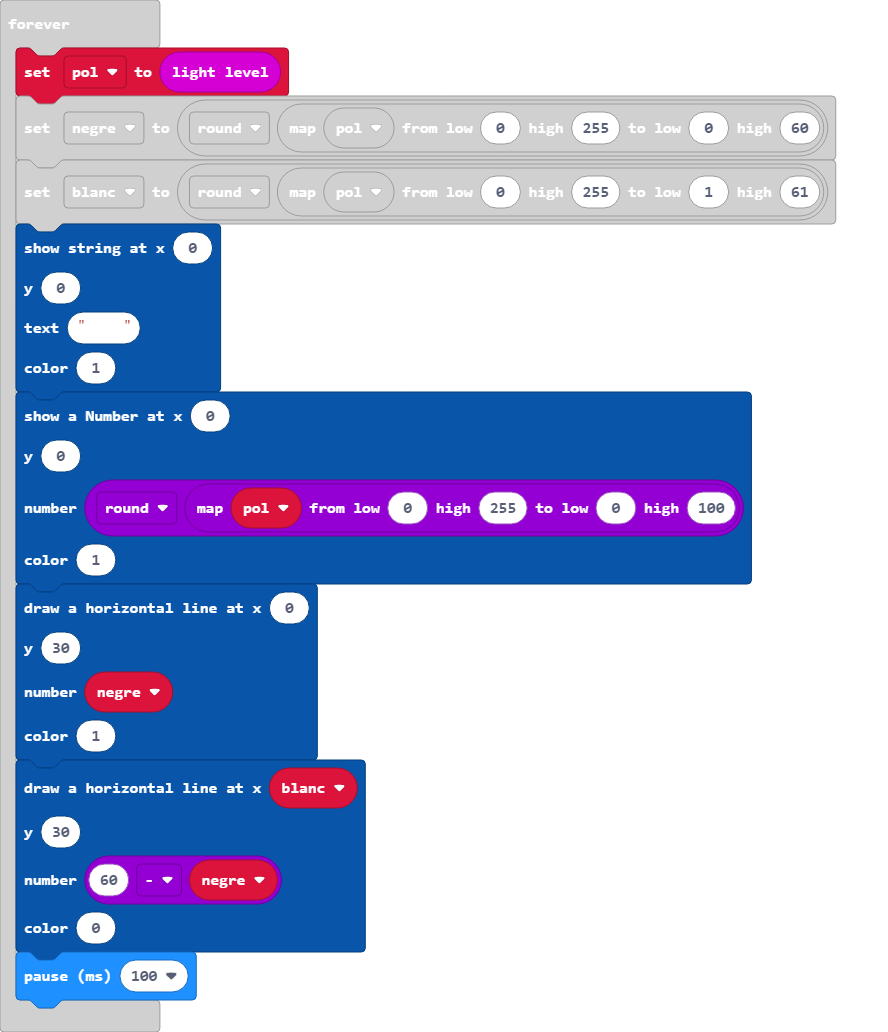 forever
set pol to light level
set negre to round map pol from low 0 high 255 to low 0 high 60
set blanc to round map pol from low 0 high 255 to low 1 high 61
show string at x 0
y 0
text " "
color 1
show a Number at x 0
y 0
number round map pol from low 0 high 255 to low 0 high 100
color 1
draw a horizontal line at x 0
y 30
number negre
color 1
draw a horizontal line at x blanc
y 30
number 60 - negre
color 0
pause (ms) 100